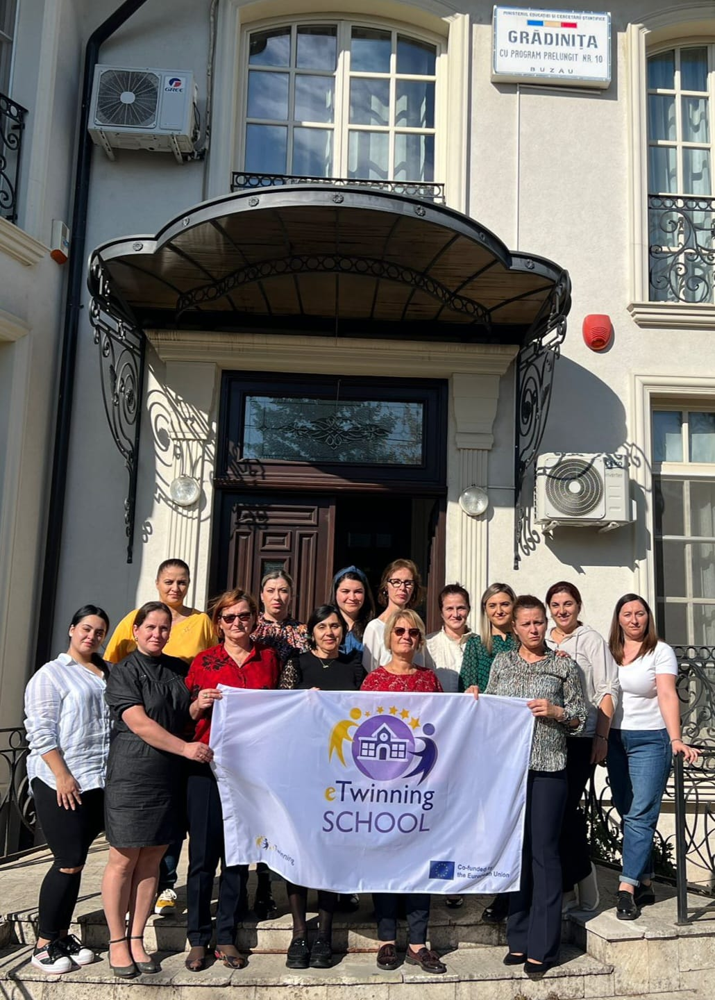 MINISTERUL EDUCAȚIEI ȘI CERCETĂRII ȘTIINȚIFICE
GRĂDINIȚA
CU PROGRAM PRELUNGIT NR. 10
BUZĂU
GREE
inverter
eTwinning
SCHOOL
eTwinning
Co-funded
the European Union